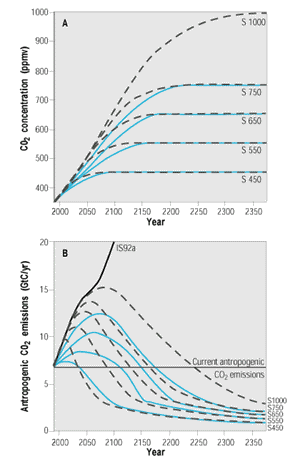 A
1000
900
800
700
600
500
400
CO₂ concentration (ppmv)
S 1000
S 750
S 650
S 550
S 450
2000 2050 2100 2150 2200 2250 2300 2350
Year
B
IS92a
20
15
10
5
0
Antropogenic CO₂ emissions (GtC/yr)
Current antropogenic
CO₂ emissions
S1000
S750
S650
S550
S450
2000 2050 2100 2150 2200 2250 2300 2350
Year